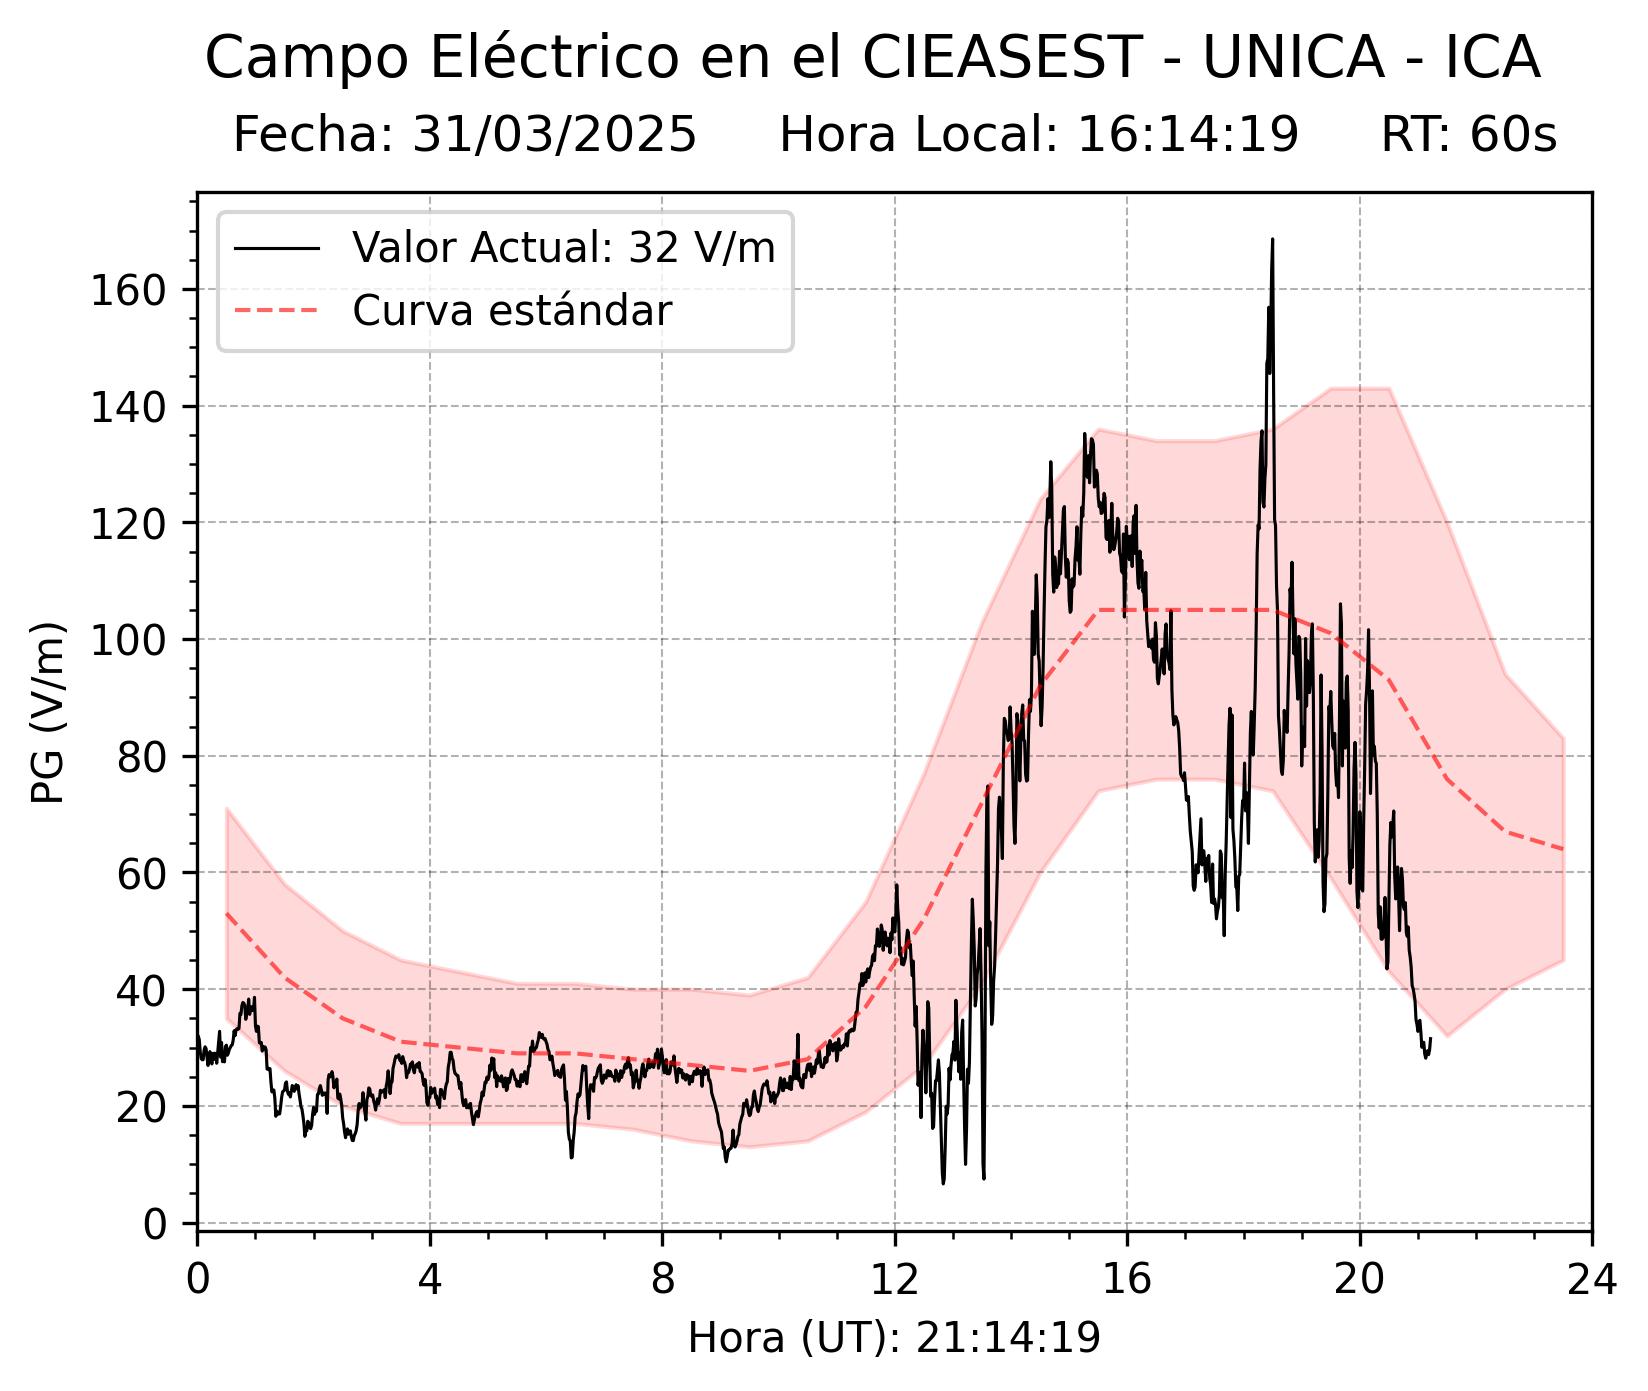 Campo Eléctrico en el CIEASEST - UNICA - ICA
Fecha: 31/03/2025 Hora Local: 16:14:19 RT: 60s
Valor Actual: 32 V/m
Curva estándar
PG (V/m)
160
140
120
100
80
60
40
20
0
0 4 8 12 16 20 24
Hora (UT): 21:14:19